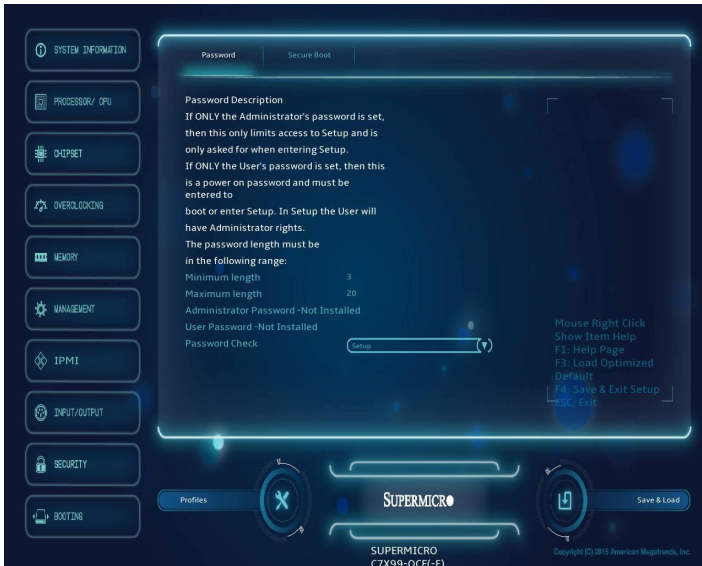 SYSTEM INFORMATION
PROCESSOR/ CPU
CHIPSET
OVERCLOCKING
MEMORY
MANAGEMENT
IPMI
INPUT/OUTPUT
SECURITY
BOOTING
Password
Secure Boot
Password Description
If ONLY the Administrator's password is set,
then this only limits access to Setup and is
only asked for when entering Setup.
If ONLY the User's password is set, then this
is a power on password and must be
entered to
boot or enter Setup. In Setup the User will
have Administrator rights.
The password length must be
in the following range:
Minimum length 3
Maximum length 20
Administrator Password -Not Installed
User Password -Not Installed
Password Check Setup
Mouse Right Click
Show Item Help
F1: Help Page
F3: Load Optimized
Default
F4: Save & Exit Setup
ESC: Exit
Profiles
SUPERMICRO
Save & Load
SUPERMICRO
C7X99-OCE(-F)
Copyright (C) 2015 American Megatrends, Inc.